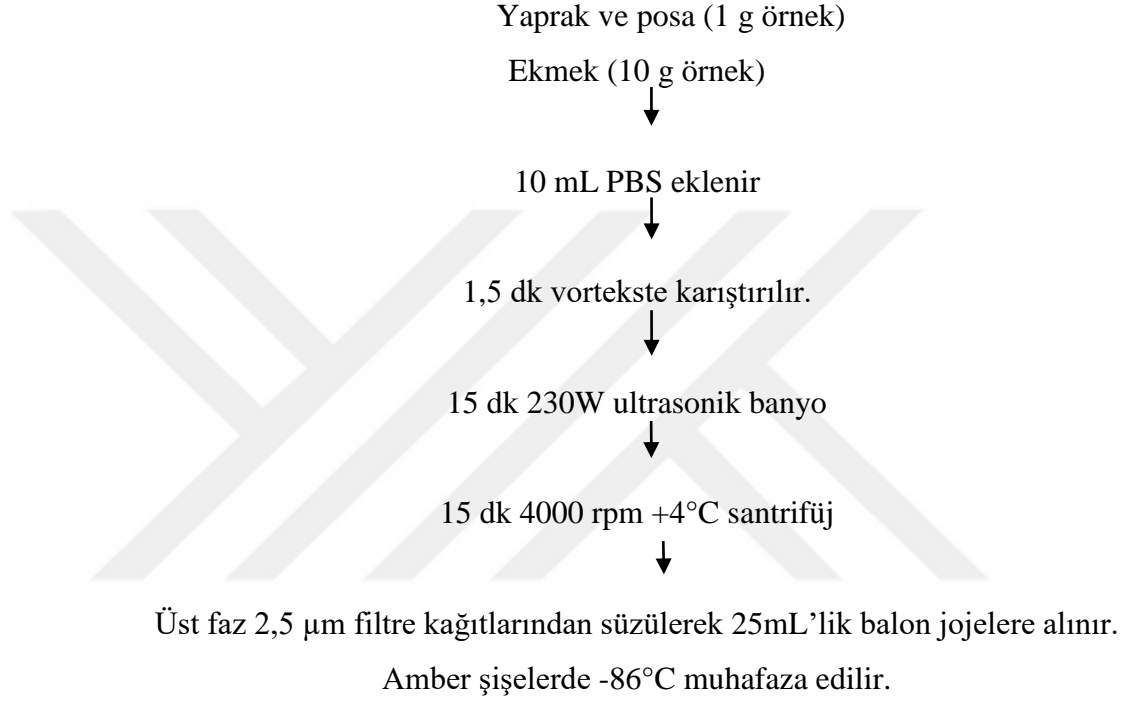 Yaprak ve posa (1 g örnek)
Ekmek (10 g örnek)
10 mL PBS eklenir
1,5 dk vortekste karıştırılır.
15 dk 230W ultrasonik banyo
15 dk 4000 rpm +4°C santrifüj
Üst faz 2,5 µm filtre kağıtlarından süzülerek 25mL’lik balon jojelere alınır.
Amber şişelerde -86°C muhafaza edilir.